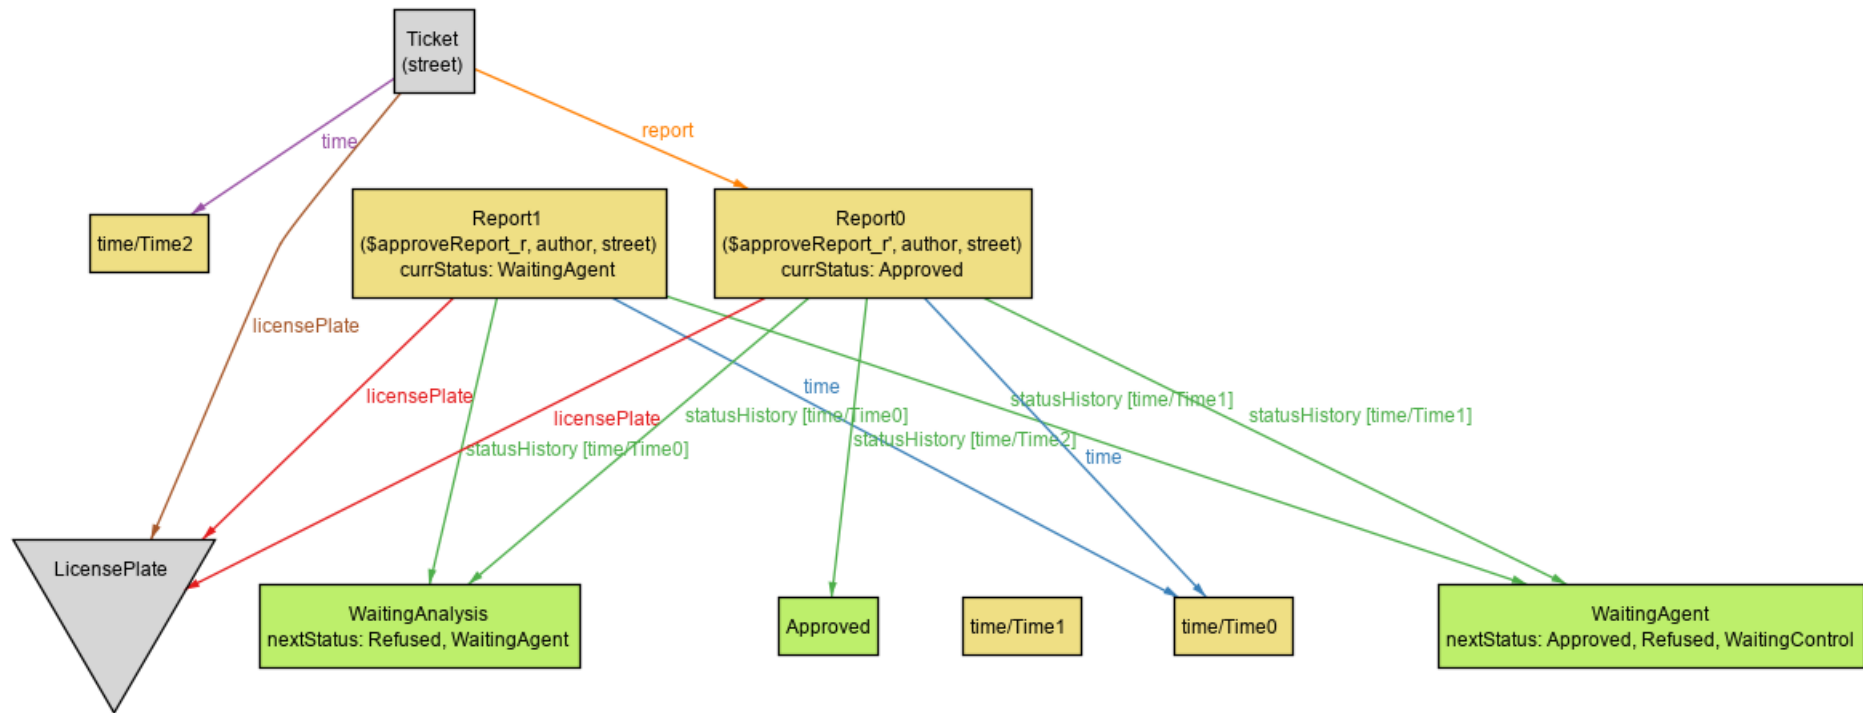 Ticket
(street)
time
report
time/Time2
Report1
($approveReport_r, author, street)
currStatus: WaitingAgent
Report0
($approveReport_r', author, street)
currStatus: Approved
licensePlate
licensePlate
time
licensePlate
statusHistory [time/Time0]
statusHistory [time/Time1]
statusHistory [time/Time1]
statusHistory [time/Time0]
statusHistory [time/Time2]
time
LicensePlate
WaitingAnalysis
nextStatus: Refused, WaitingAgent
Approved
time/Time1
time/Time0
WaitingAgent
nextStatus: Approved, Refused, WaitingControl